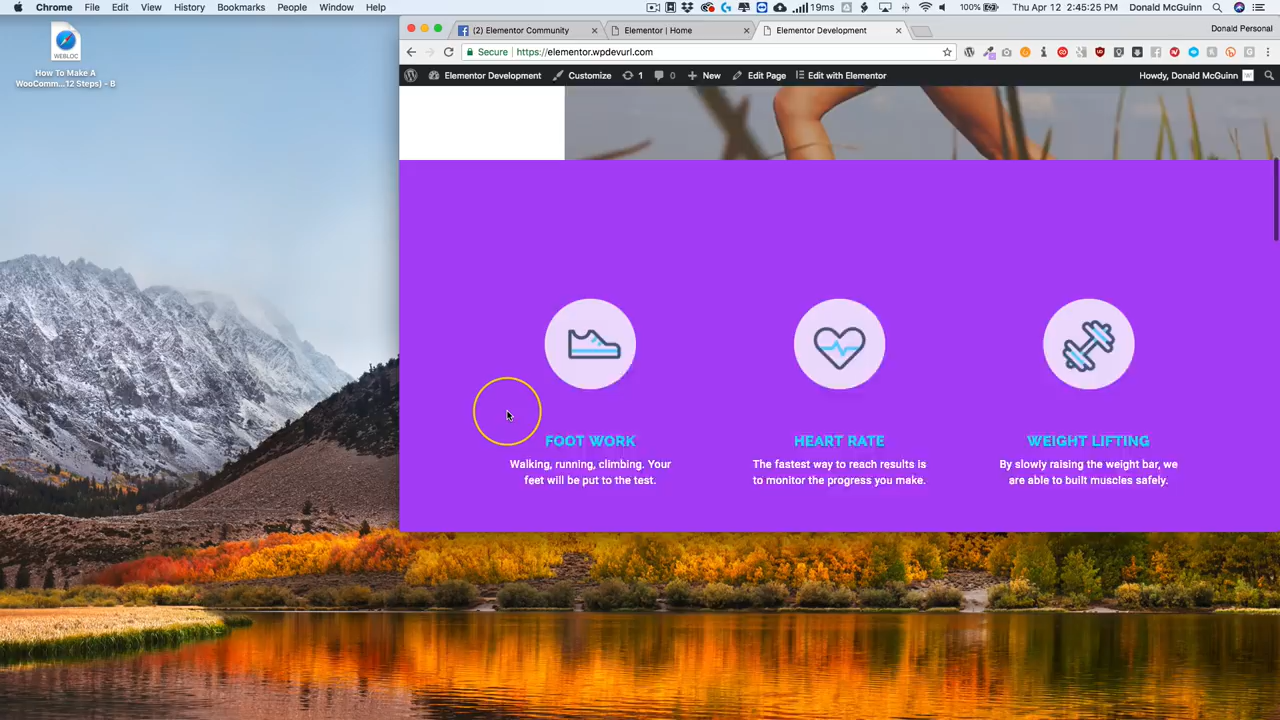 Chrome File Edit View History Bookmarks People Window Help 19ms 100% Thu Apr 12 2:45:25 PM Donald McGuinn
(2) Elementor Community Elementor | Home Elementor Development Donald Personal
Secure https://elementor.wpdevurl.com
Elementor Development Customize 1 0 New Edit Page Edit with Elementor Howdy, Donald McGuinn
WEBLOC
How To Make A
WooComm...12 Steps) - B
FOOT WORK
Walking, running, climbing. Your
feet will be put to the test.
HEART RATE
The fastest way to reach results is
to monitor the progress you make.
WEIGHT LIFTING
By slowly raising the weight bar, we
are able to built muscles safely.